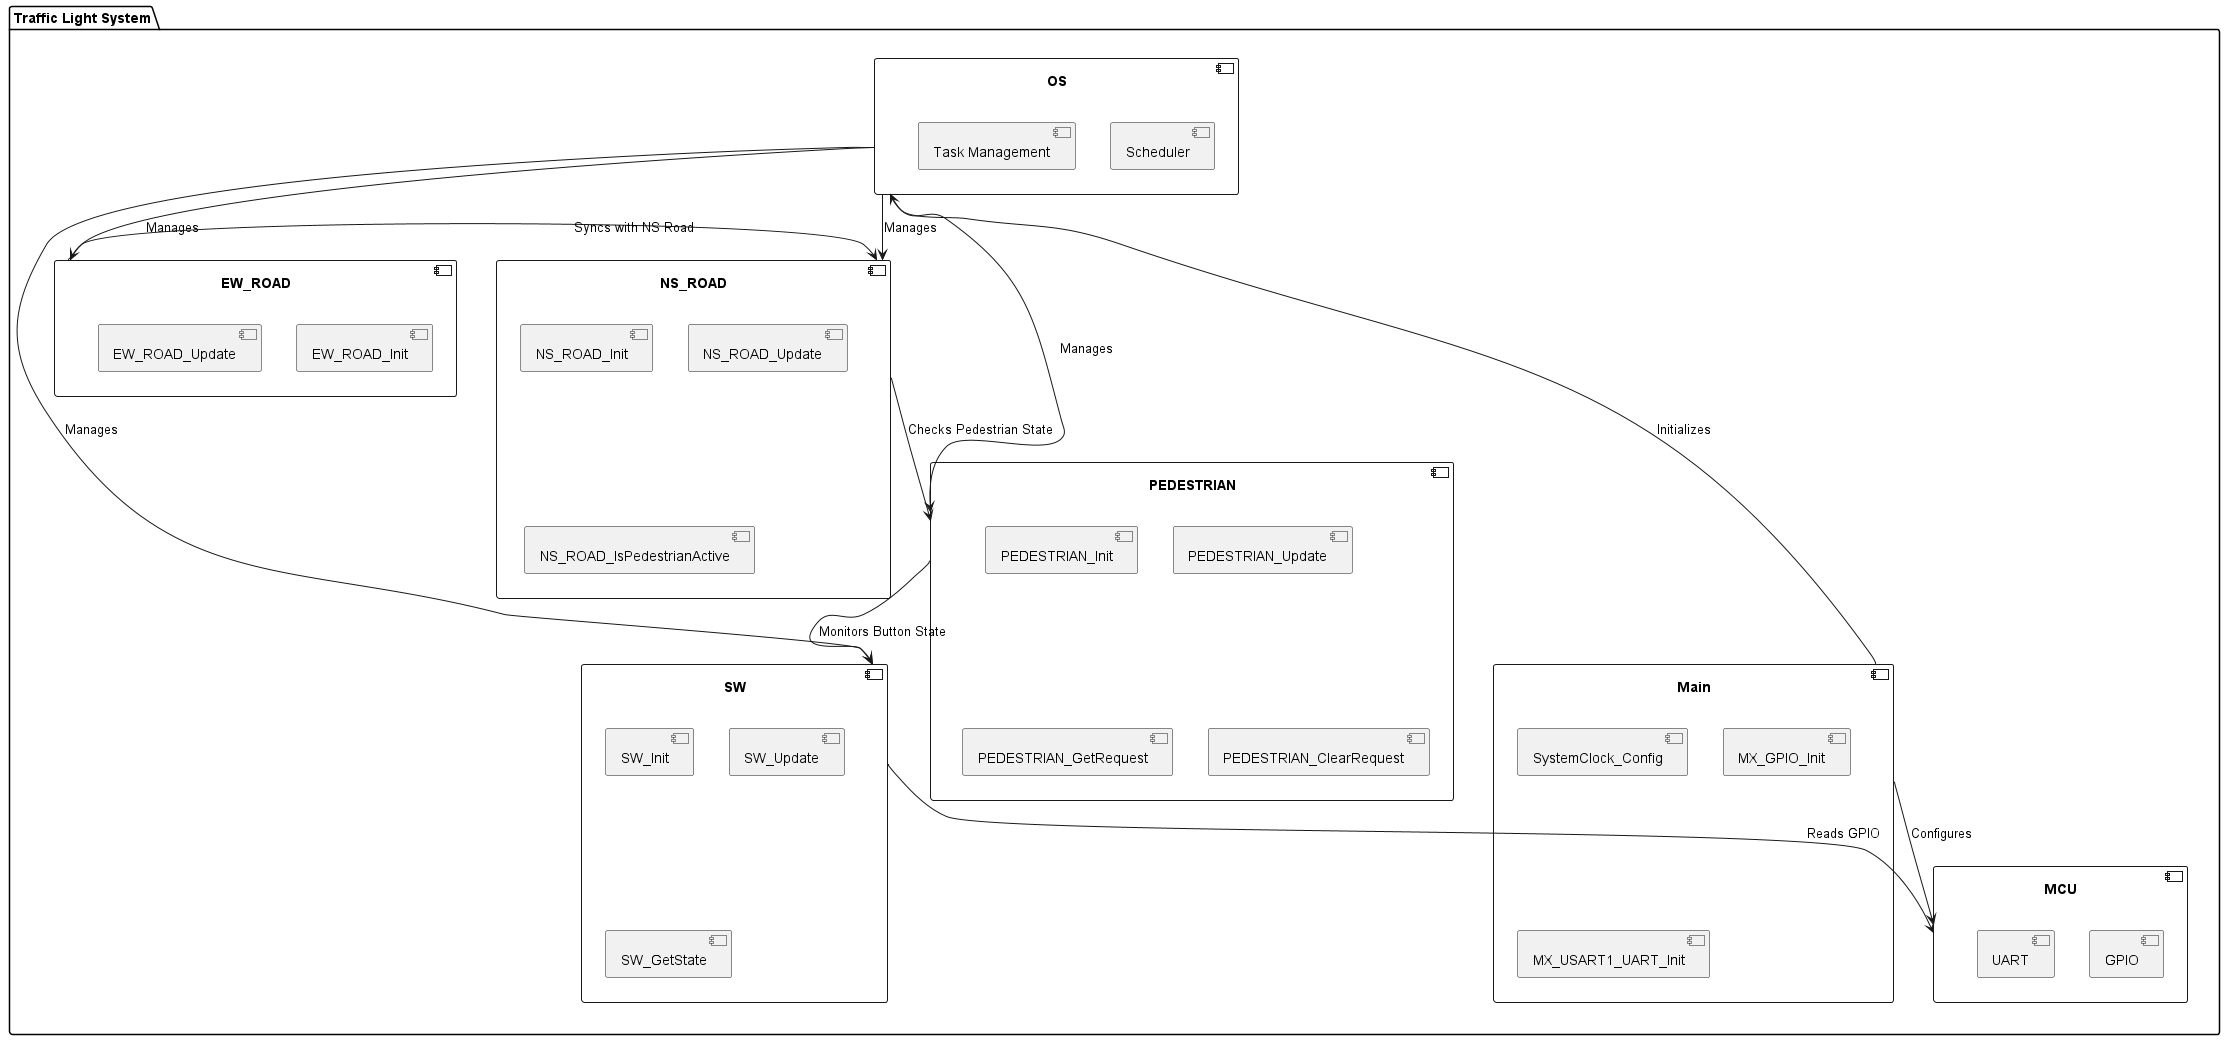 Traffic Light System
OS
Task Management
Scheduler
Manages
Syncs with NS Road
Manages
EW_ROAD
EW_ROAD_Update
EW_ROAD_Init
NS_ROAD
NS_ROAD_Init
NS_ROAD_Update
Manages
Manages
Checks Pedestrian State
Initializes
NS_ROAD_IsPedestrianActive
PEDESTRIAN
PEDESTRIAN_Init
PEDESTRIAN_Update
Monitors Button State
PEDESTRIAN_GetRequest
PEDESTRIAN_ClearRequest
SW
SW_Init
SW_Update
SW_GetState
Main
SystemClock_Config
MX_GPIO_Init
MX_USART1_UART_Init
Reads GPIO
Configures
MCU
UART
GPIO